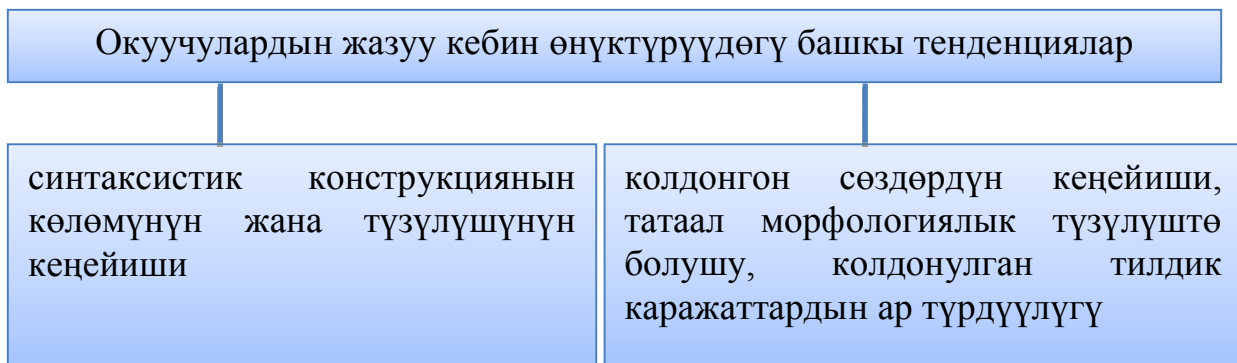 Окуучулардын жазуу кебин өнүктүрүүдөгү башкы тенденциялар
синтаксистик конструкциянын
көлөмүнүн жана түзүлүшүнүн
кеңейиши
колдонгон сөздөрдүн кеңейиши,
татаал морфологиялык түзүлүштө
болушу, колдонулган тилдик
каражаттардын ар түрдүүлүгү